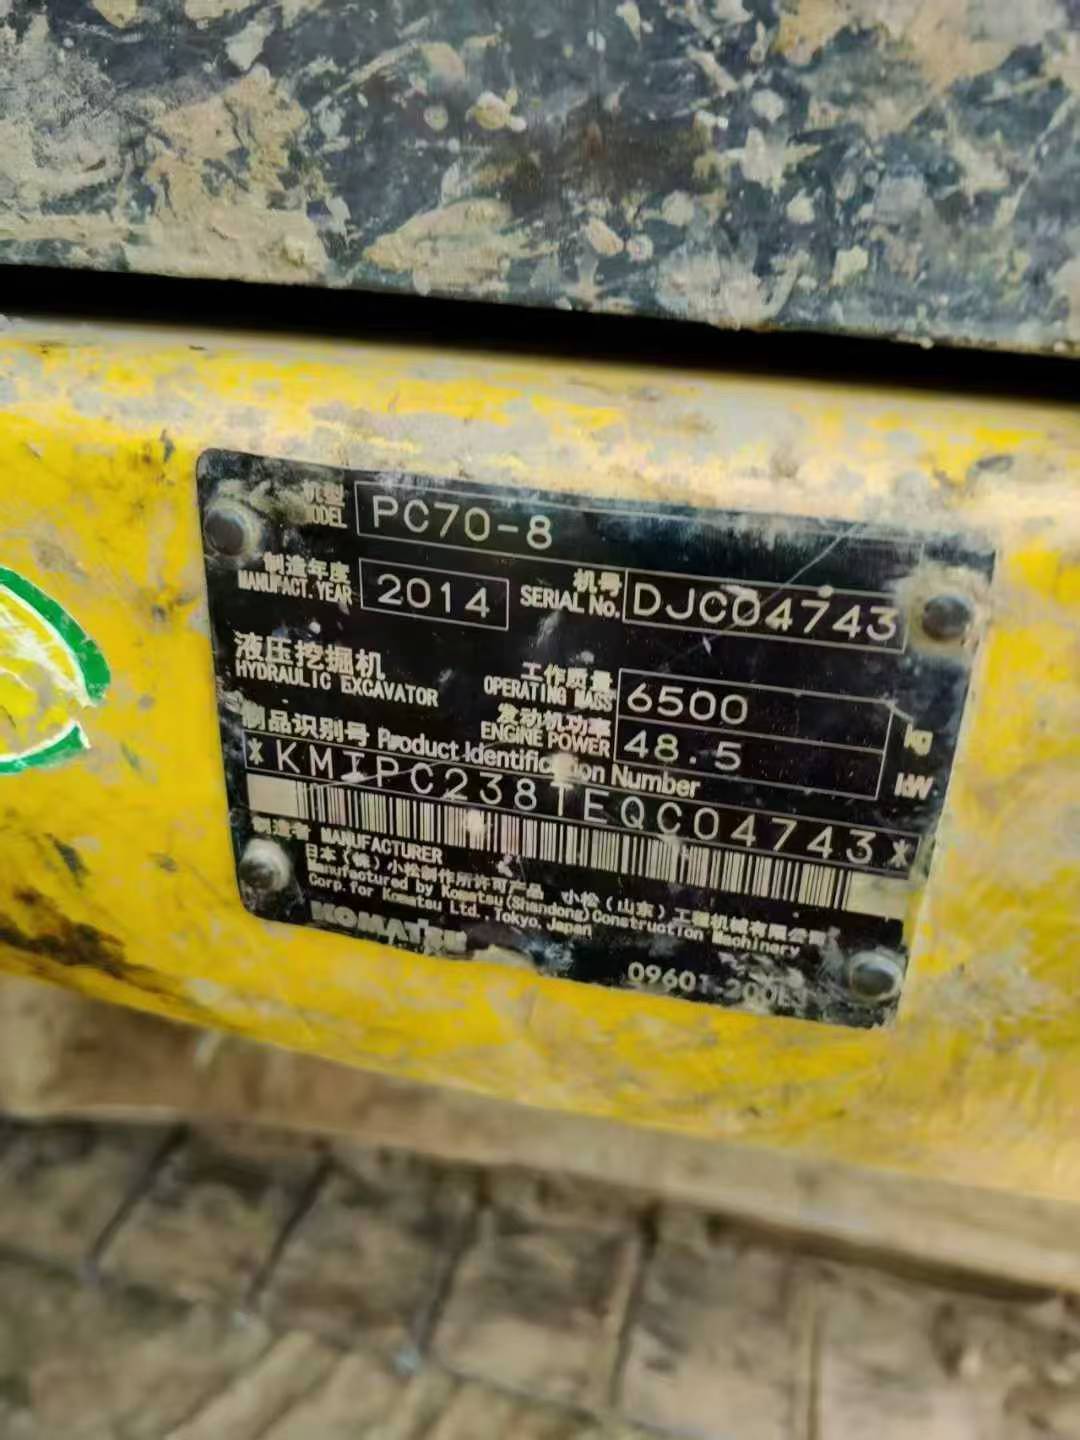 机型 PC70-8
MODEL
制造年度 2014 机号 DJC04743
MANUFACT. YEAR SERIAL No.
液压挖掘机 工作质量 6500 kg
HYDRAULIC EXCAVATOR OPERATING MASS
发动机功率 48.5 kW
ENGINE POWER
制品识别号 Product Identification Number
*KMTPC238TEQC04743*
制造者 MANUFACTURER
日本(株)小松制作所许可产品 小松(山东)工程机械有限公司
Manufactured by Komatsu(Shandong)Construction Machinery
Corp. for Komatsu Ltd., Tokyo, Japan
KOMATSU